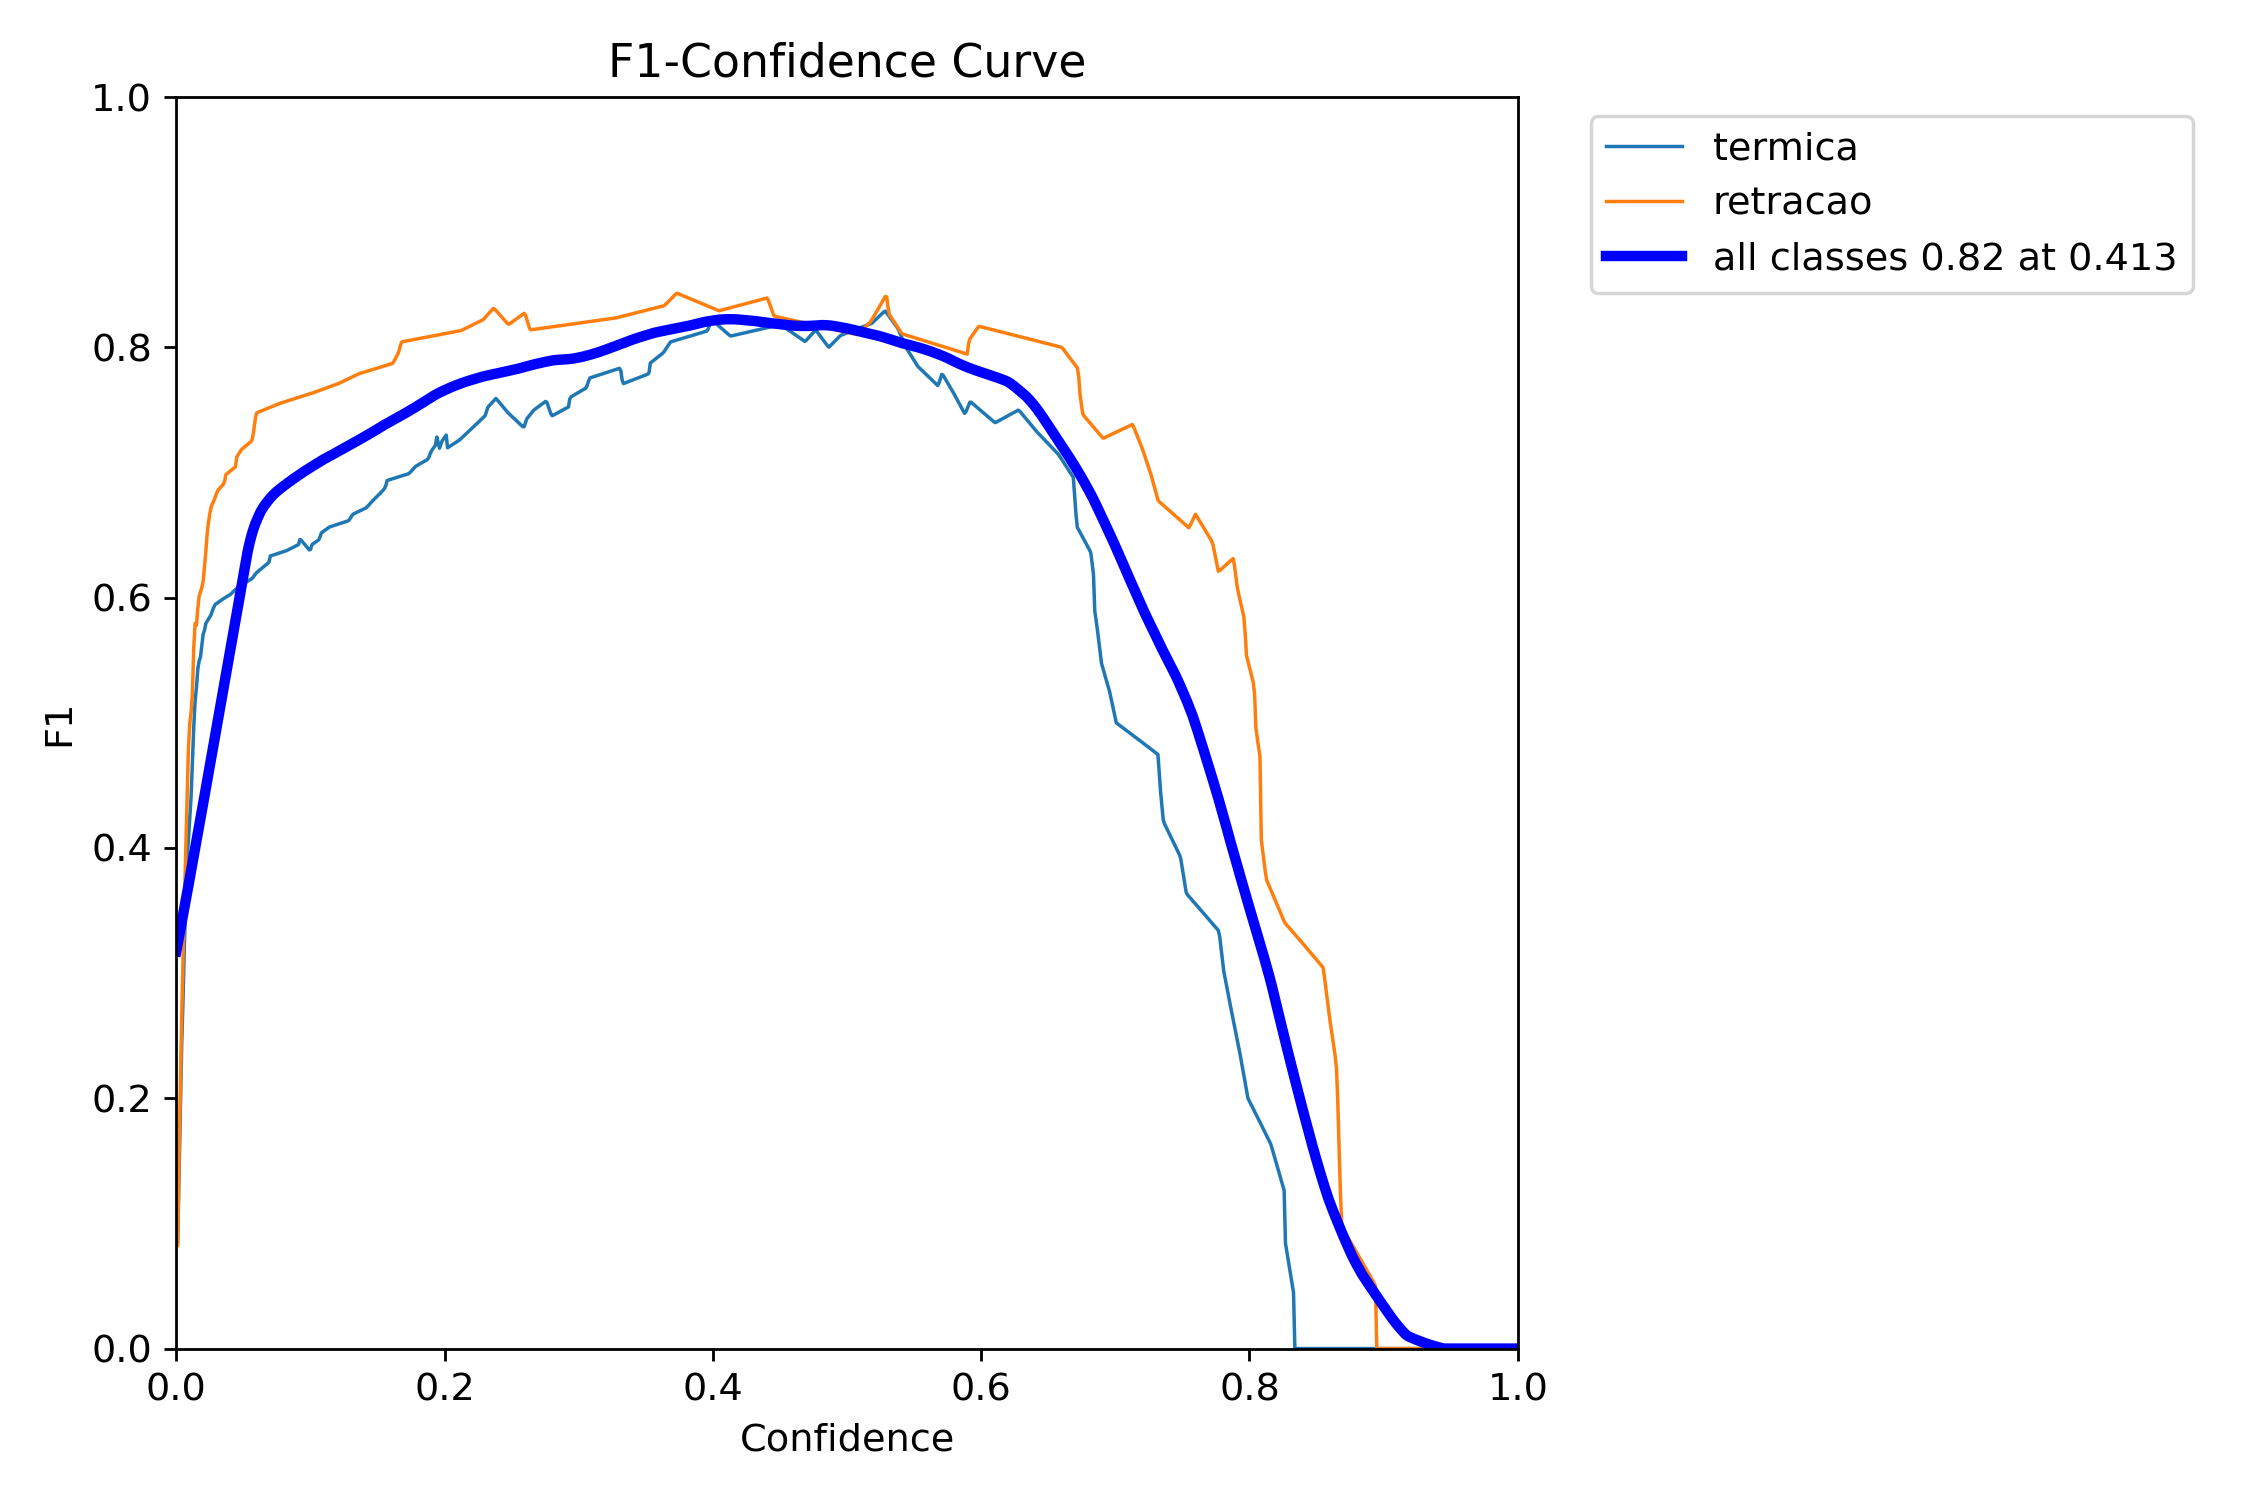 F1-Confidence Curve
1.0
0.8
0.6
0.4
0.2
0.0
F1
0.0 0.2 0.4 0.6 0.8 1.0
Confidence
termica
retracao
all classes 0.82 at 0.413